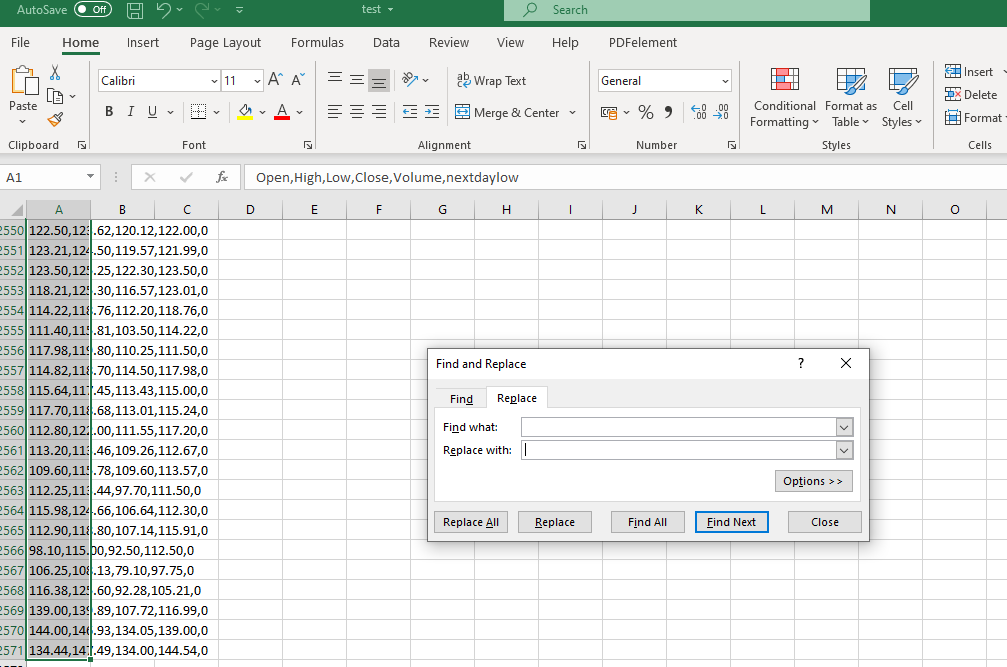 AutoSave Off test Search
File Home Insert Page Layout Formulas Data Review View Help PDFelement
Paste Calibri 11 Wrap Text General Conditional Formatting Format as Table Cell Styles Insert
B I U Merge & Center % Delete
Format
Clipboard Font Alignment Number Styles Cells
A1 fx Open,High,Low,Close,Volume,nextdaylow
A B C D E F G H I J K L M N O
2550 122.50,123.62,120.12,122.00,0
2551 123.21,124.50,119.57,121.99,0
2552 123.50,125.25,122.30,123.50,0
2553 118.21,125.30,116.57,123.01,0
2554 114.22,118.76,112.20,118.76,0
2555 111.40,115.81,103.50,114.22,0
2556 117.98,119.80,110.25,111.50,0
2557 114.82,118.70,114.50,117.98,0
2558 115.64,117.45,113.43,115.00,0
2559 117.70,118.68,113.01,115.24,0
2560 112.80,122.00,111.55,117.20,0
2561 113.20,113.46,109.26,112.67,0
2562 109.60,115.78,109.60,113.57,0
2563 112.25,113.44,97.70,111.50,0
2564 115.98,124.66,106.64,112.30,0
2565 112.90,118.80,107.14,115.91,0
2566 98.10,115.00,92.50,112.50,0
2567 106.25,108.13,79.10,97.75,0
2568 116.38,125.60,92.28,105.21,0
2569 139.00,139.89,107.72,116.99,0
2570 144.00,146.93,134.05,139.00,0
2571 134.44,147.49,134.00,144.54,0
Find and Replace ?
Find Replace
Find what:
Replace with:
Options >>
Replace All Replace Find All Find Next Close